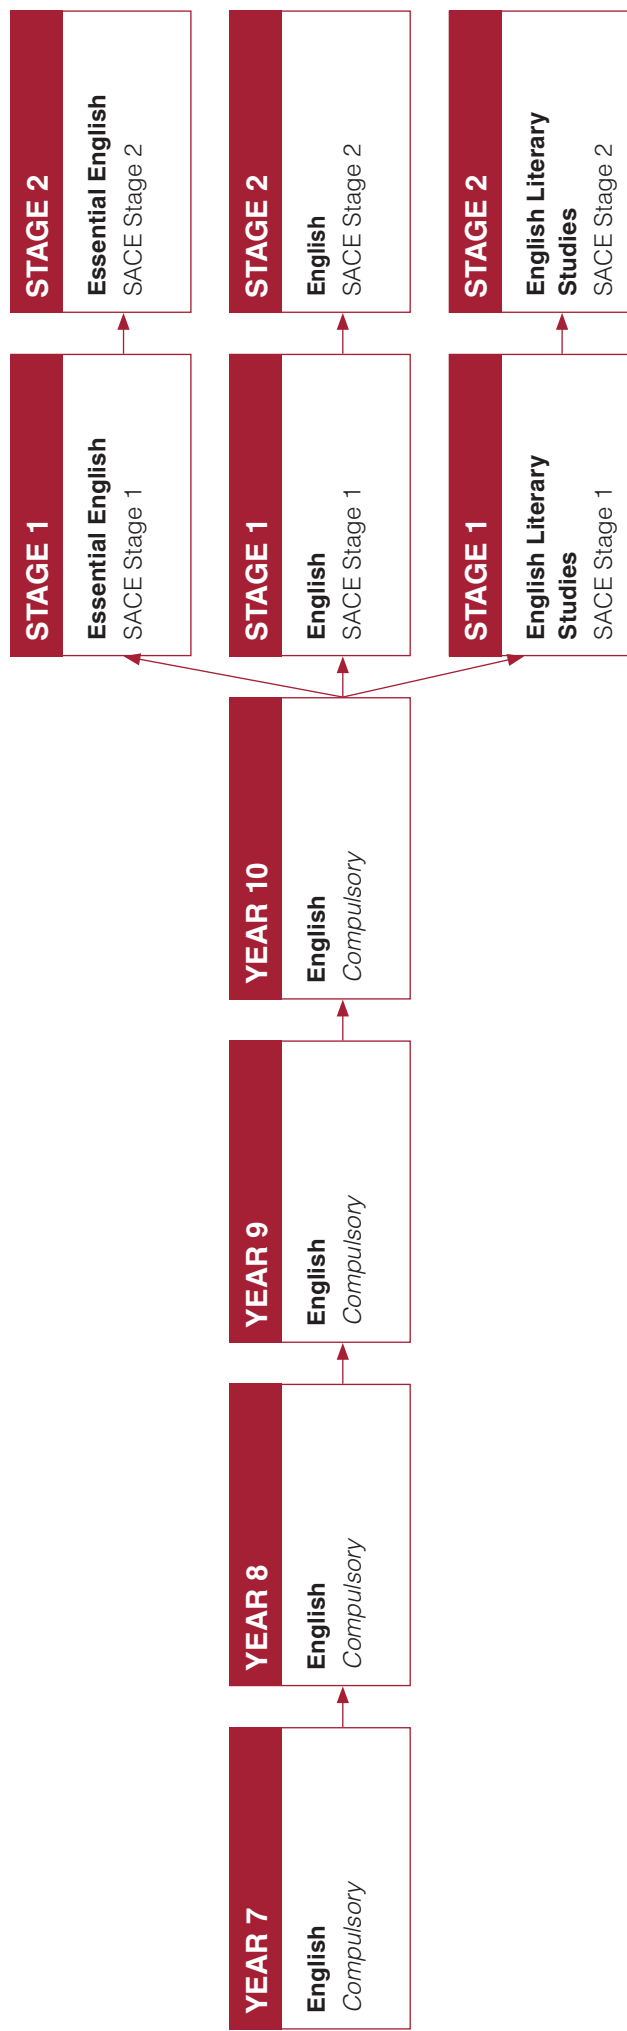 YEAR 7
English
Compulsory
YEAR 8
English
Compulsory
YEAR 9
English
Compulsory
YEAR 10
English
Compulsory
STAGE 1
Essential English
SACE Stage 1
STAGE 2
Essential English
SACE Stage 2
STAGE 1
English
SACE Stage 1
STAGE 2
English
SACE Stage 2
STAGE 1
English Literary
Studies
SACE Stage 1
STAGE 2
English Literary
Studies
SACE Stage 2